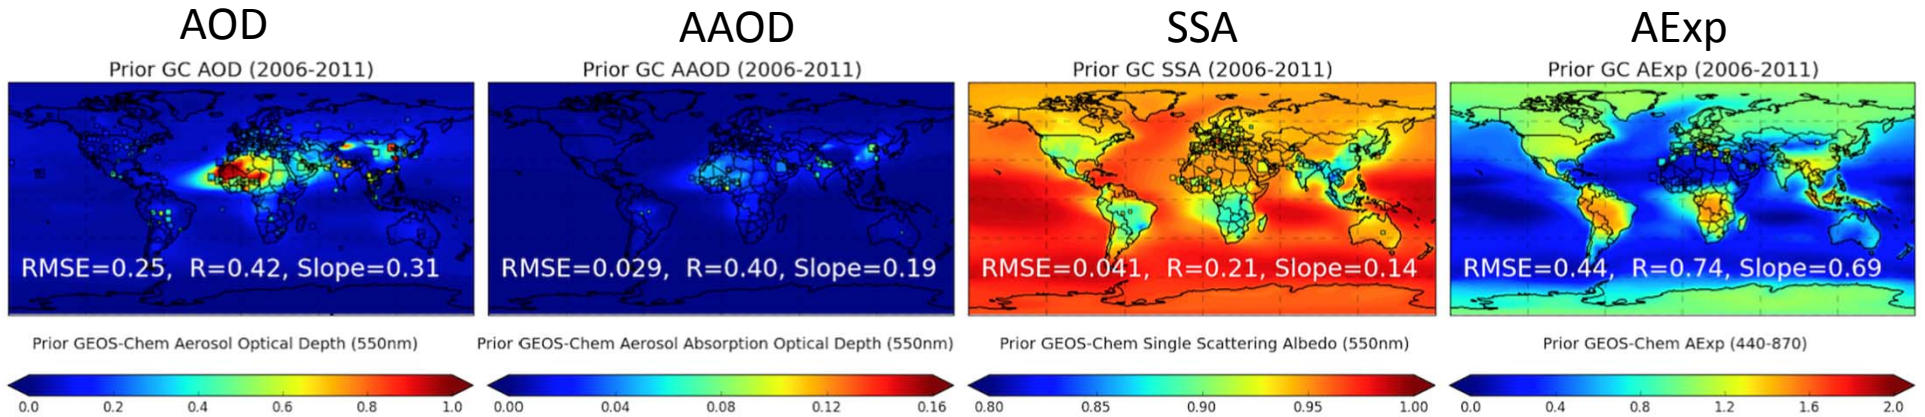 AOD
AAOD
SSA
AExp
Prior GC AOD (2006-2011)
Prior GC AAOD (2006-2011)
Prior GC SSA (2006-2011)
Prior GC AExp (2006-2011)
RMSE=0.25, R=0.42, Slope=0.31
RMSE=0.029, R=0.40, Slope=0.19
RMSE=0.041, R=0.21, Slope=0.14
RMSE=0.44, R=0.74, Slope=0.69
Prior GEOS-Chem Aerosol Optical Depth (550nm)
Prior GEOS-Chem Aerosol Absorption Optical Depth (550nm)
Prior GEOS-Chem Single Scattering Albedo (550nm)
Prior GEOS-Chem AExp (440-870)
0.0 0.2 0.4 0.6 0.8 1.0
0.00 0.04 0.08 0.12 0.16
0.80 0.85 0.90 0.95 1.00
0.0 0.4 0.8 1.2 1.6 2.0